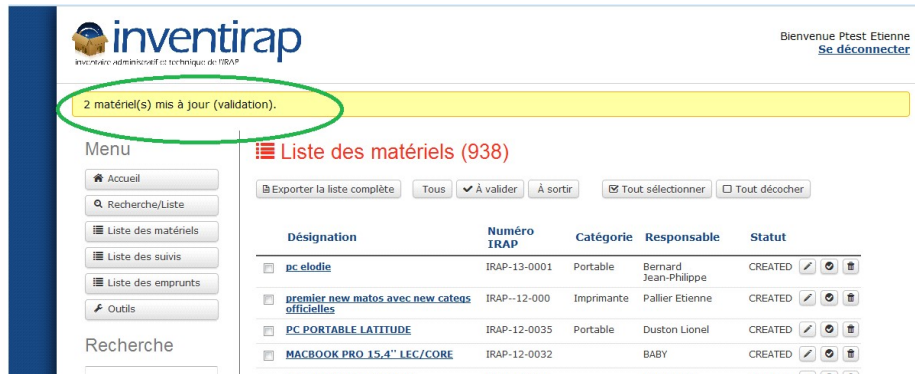 inventirap
inventaire administratif et technique de l'IRAP
Bienvenue Ptest Etienne
Se déconnecter
2 matériel(s) mis à jour (validation).
Menu
Accueil
Recherche/Liste
Liste des matériels
Liste des suivis
Liste des emprunts
Outils
Recherche
Liste des matériels (938)
Exporter la liste complète Tous À valider À sortir Tout sélectionner Tout décocher
Désignation Numéro IRAP Catégorie Responsable Statut
pc elodie IRAP-13-0001 Portable Bernard Jean-Philippe CREATED
premier new matos avec new categs officielles IRAP--12-000 Imprimante Pallier Etienne CREATED
PC PORTABLE LATITUDE IRAP-12-0035 Portable Duston Lionel CREATED
MACBOOK PRO 15,4" LEC/CORE IRAP-12-0032 BABY CREATED